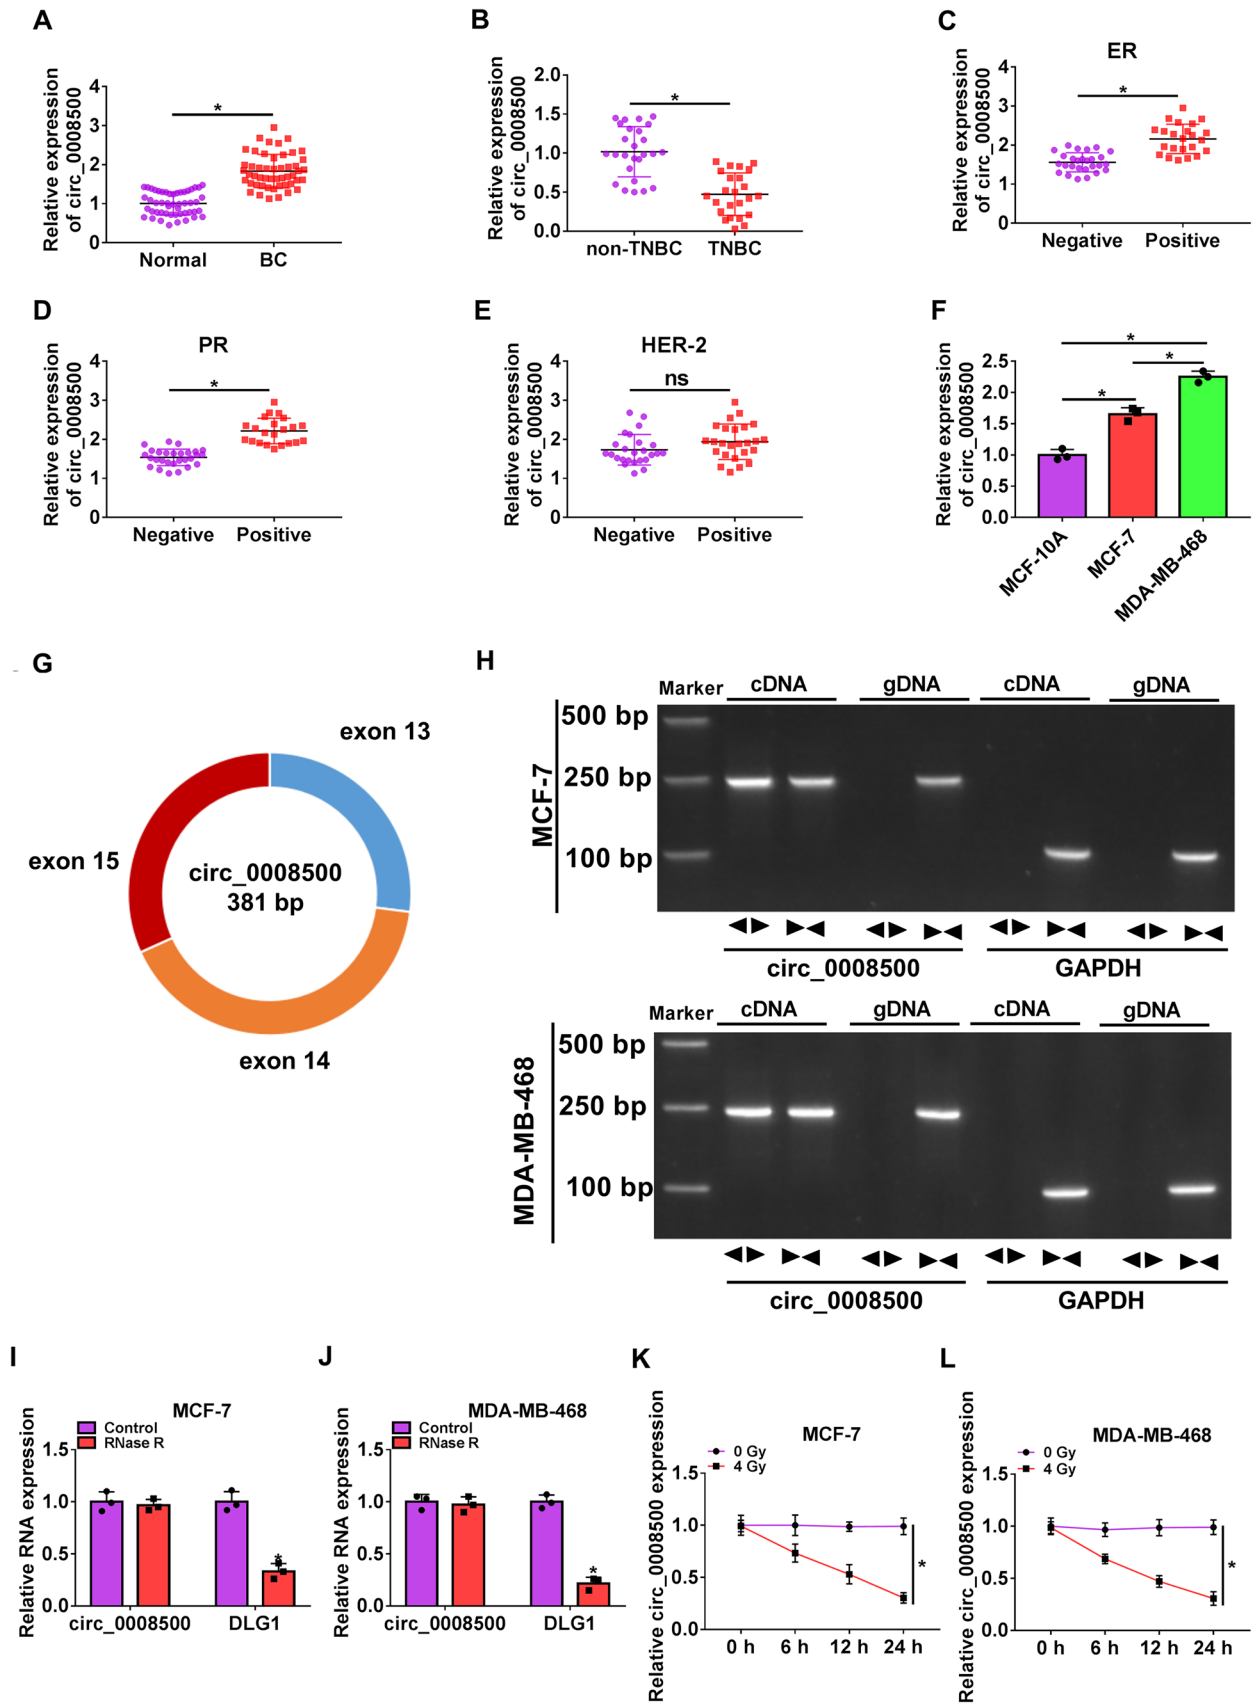 A
Relative expression
of circ_0008500
4
3
2
1
0
*
Normal
BC
B
Relative expression
of circ_0008500
2.0
1.5
1.0
0.5
0.0
*
non-TNBC
TNBC
C
ER
Relative expression
of circ_0008500
4
3
2
1
0
*
Negative
Positive
D
PR
Relative expression
of circ_0008500
4
3
2
1
0
*
Negative
Positive
E
HER-2
Relative expression
of circ_0008500
4
3
2
1
0
ns
Negative
Positive
F
Relative expression
of circ_0008500
2.5
2.0
1.5
1.0
0.5
0.0
*
*
*
MCF-10A
MCF-7
MDA-MB-468
G
exon 13
exon 15
circ_0008500
381 bp
exon 14
H
Marker
cDNA
gDNA
cDNA
gDNA
MCF-7
500 bp
250 bp
100 bp
circ_0008500
GAPDH
Marker
cDNA
gDNA
cDNA
gDNA
MDA-MB-468
500 bp
250 bp
100 bp
circ_0008500
GAPDH
I
MCF-7
Control
RNase R
Relative RNA expression
1.5
1.0
0.5
0.0
*
circ_0008500
DLG1
J
MDA-MB-468
Control
RNase R
Relative RNA expression
1.5
1.0
0.5
0.0
*
circ_0008500
DLG1
K
MCF-7
0 Gy
4 Gy
Relative circ_0008500 expression
1.5
1.0
0.5
0.0
*
0 h
6 h
12 h
24 h
L
MDA-MB-468
0 Gy
4 Gy
Relative circ_0008500 expression
1.5
1.0
0.5
0.0
*
0 h
6 h
12 h
24 h